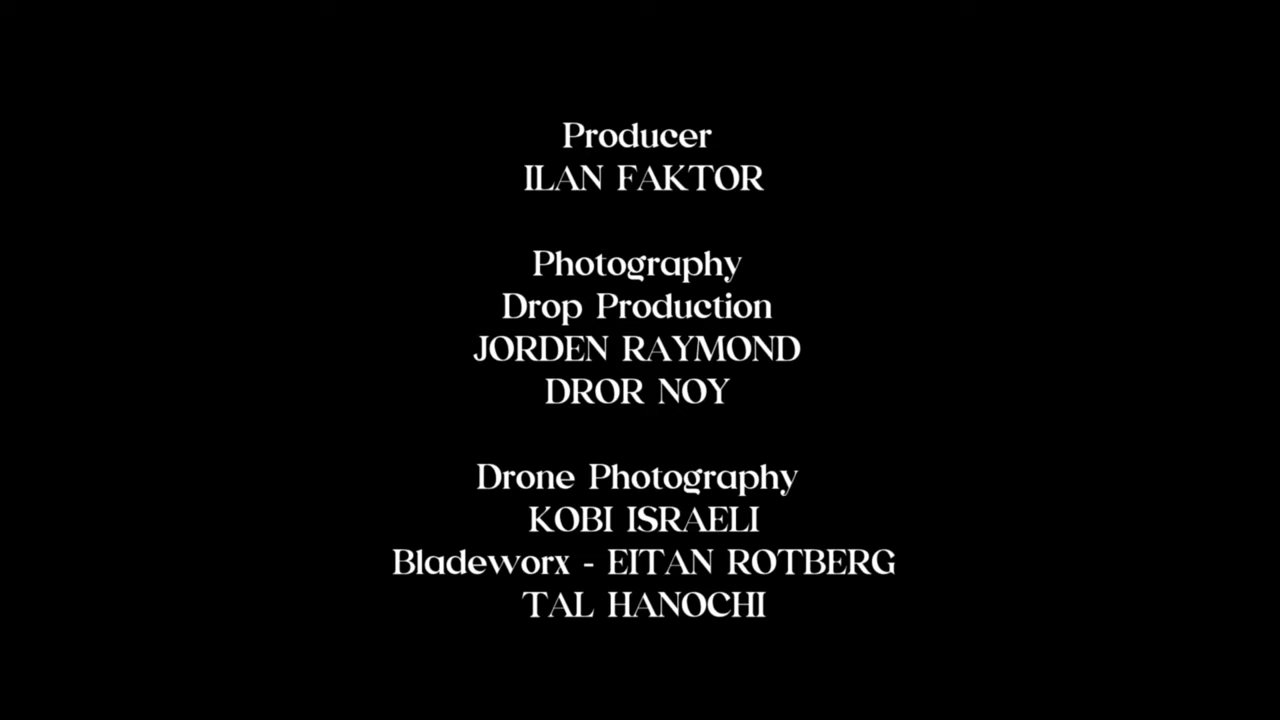 Producer
ILAN FAKTOR
Photography
Drop Production
JORDEN RAYMOND
DROR NOY
Drone Photography
KOBI ISRAELI
Bladeworx - EITAN ROTBERG
TAL HANOCHI